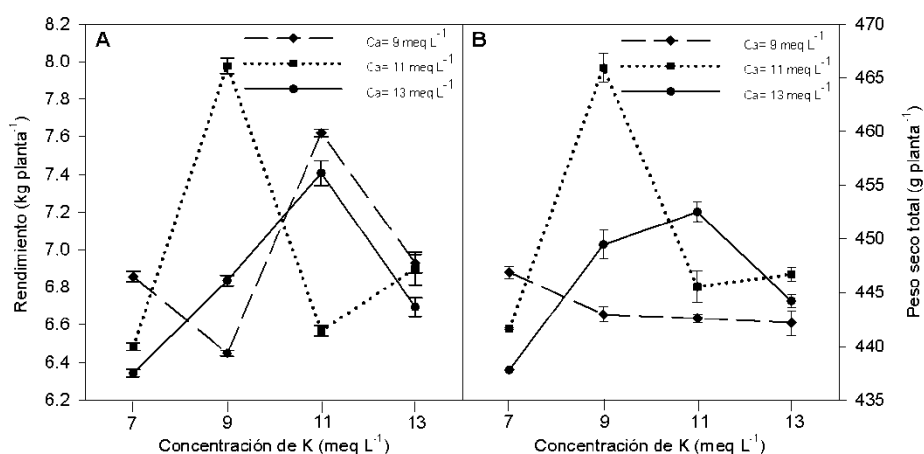 A
Ca= 9 meq L⁻¹
Ca= 11 meq L⁻¹
Ca= 13 meq L⁻¹
Rendimiento (kg planta⁻¹)
8.2
8.0
7.8
7.6
7.4
7.2
7.0
6.8
6.6
6.4
6.2
7 9 11 13
Concentración de K (meq L⁻¹)
B
Ca= 9 meq L⁻¹
Ca= 11 meq L⁻¹
Ca= 13 meq L⁻¹
470
465
460
455
450
445
440
435
Peso seco total (g planta⁻¹)
7 9 11 13
Concentración de K (meq L⁻¹)